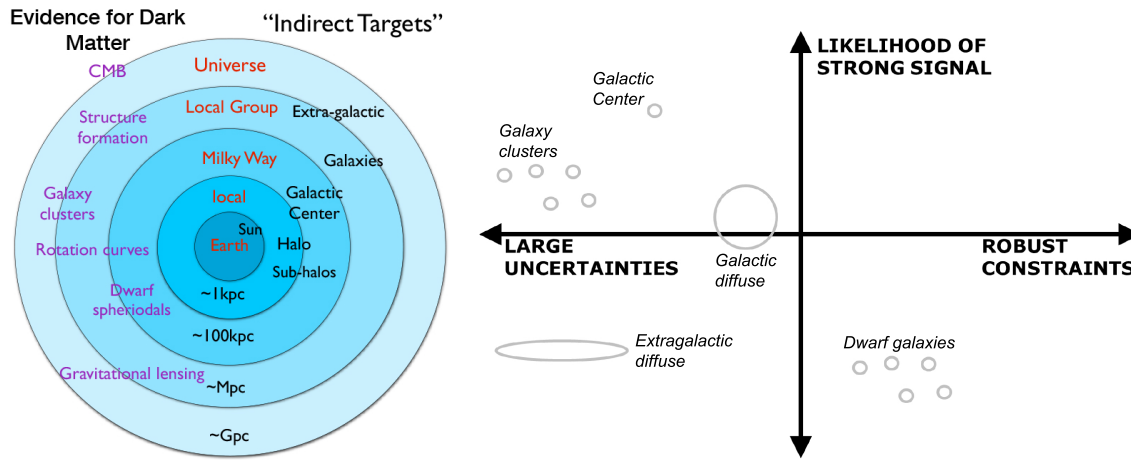 Evidence for Dark
Matter
“Indirect Targets”
CMB
Universe
Structure
formation
Local Group
Extra-galactic
Milky Way
Galaxies
Galaxy
clusters
local
Galactic
Center
Sun
Rotation curves
Earth
Halo
Sub-halos
Dwarf
spheriodals
~1kpc
~100kpc
Gravitational lensing
~Mpc
~Gpc
LIKELIHOOD OF
STRONG SIGNAL
Galactic
Center
Galaxy
clusters
LARGE
UNCERTAINTIES
ROBUST
CONSTRAINTS
Galactic
diffuse
Extragalactic
diffuse
Dwarf galaxies